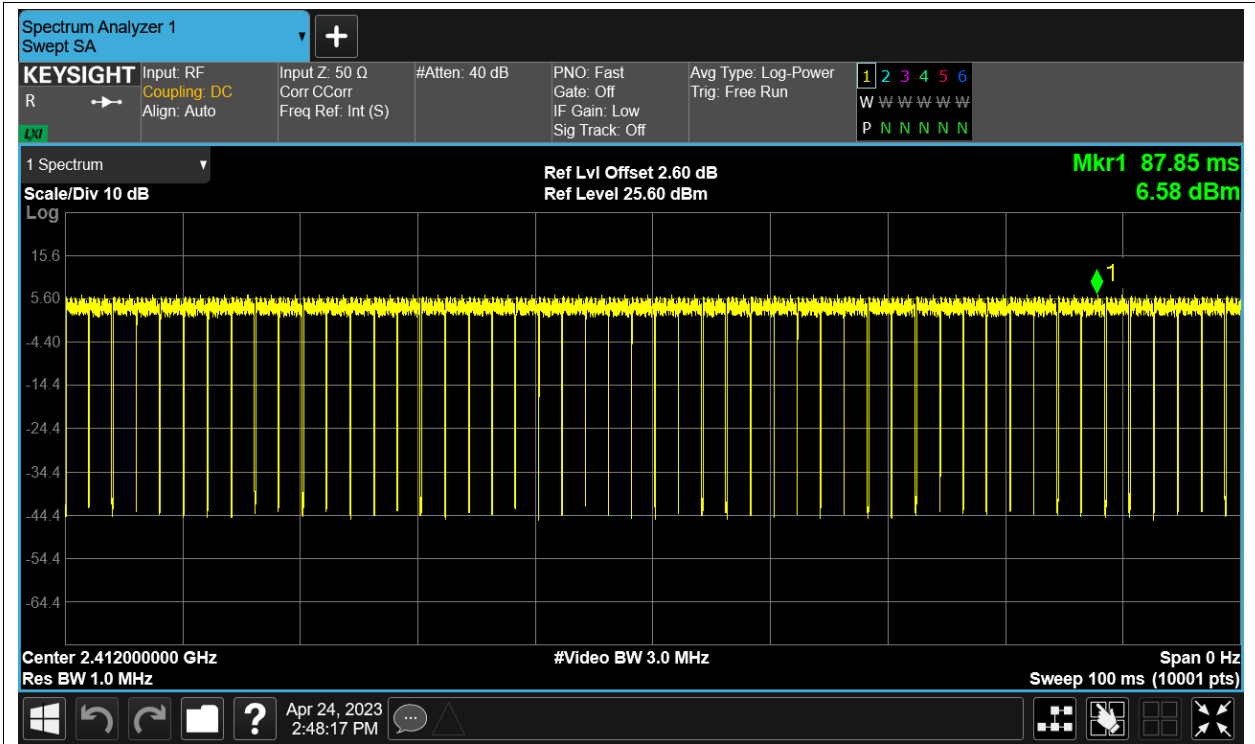 Spectrum Analyzer 1
Swept SA
KEYSIGHT
R
LXI
Input: RF
Coupling: DC
Align: Auto
Input Z: 50 Ω
Corr CCorr
Freq Ref: Int (S)
#Atten: 40 dB
PNO: Fast
Gate: Off
IF Gain: Low
Sig Track: Off
Avg Type: Log-Power
Trig: Free Run
1 2 3 4 5 6
W W W W W W
P N N N N N
1 Spectrum
Scale/Div 10 dB
Log
Ref Lvl Offset 2.60 dB
Ref Level 25.60 dBm
Mkr1 87.85 ms
6.58 dBm
15.6
5.60
-4.40
-14.4
-24.4
-34.4
-44.4
-54.4
-64.4
1
Center 2.412000000 GHz
Res BW 1.0 MHz
#Video BW 3.0 MHz
Span 0 Hz
Sweep 100 ms (10001 pts)
?
Apr 24, 2023
2:48:17 PM